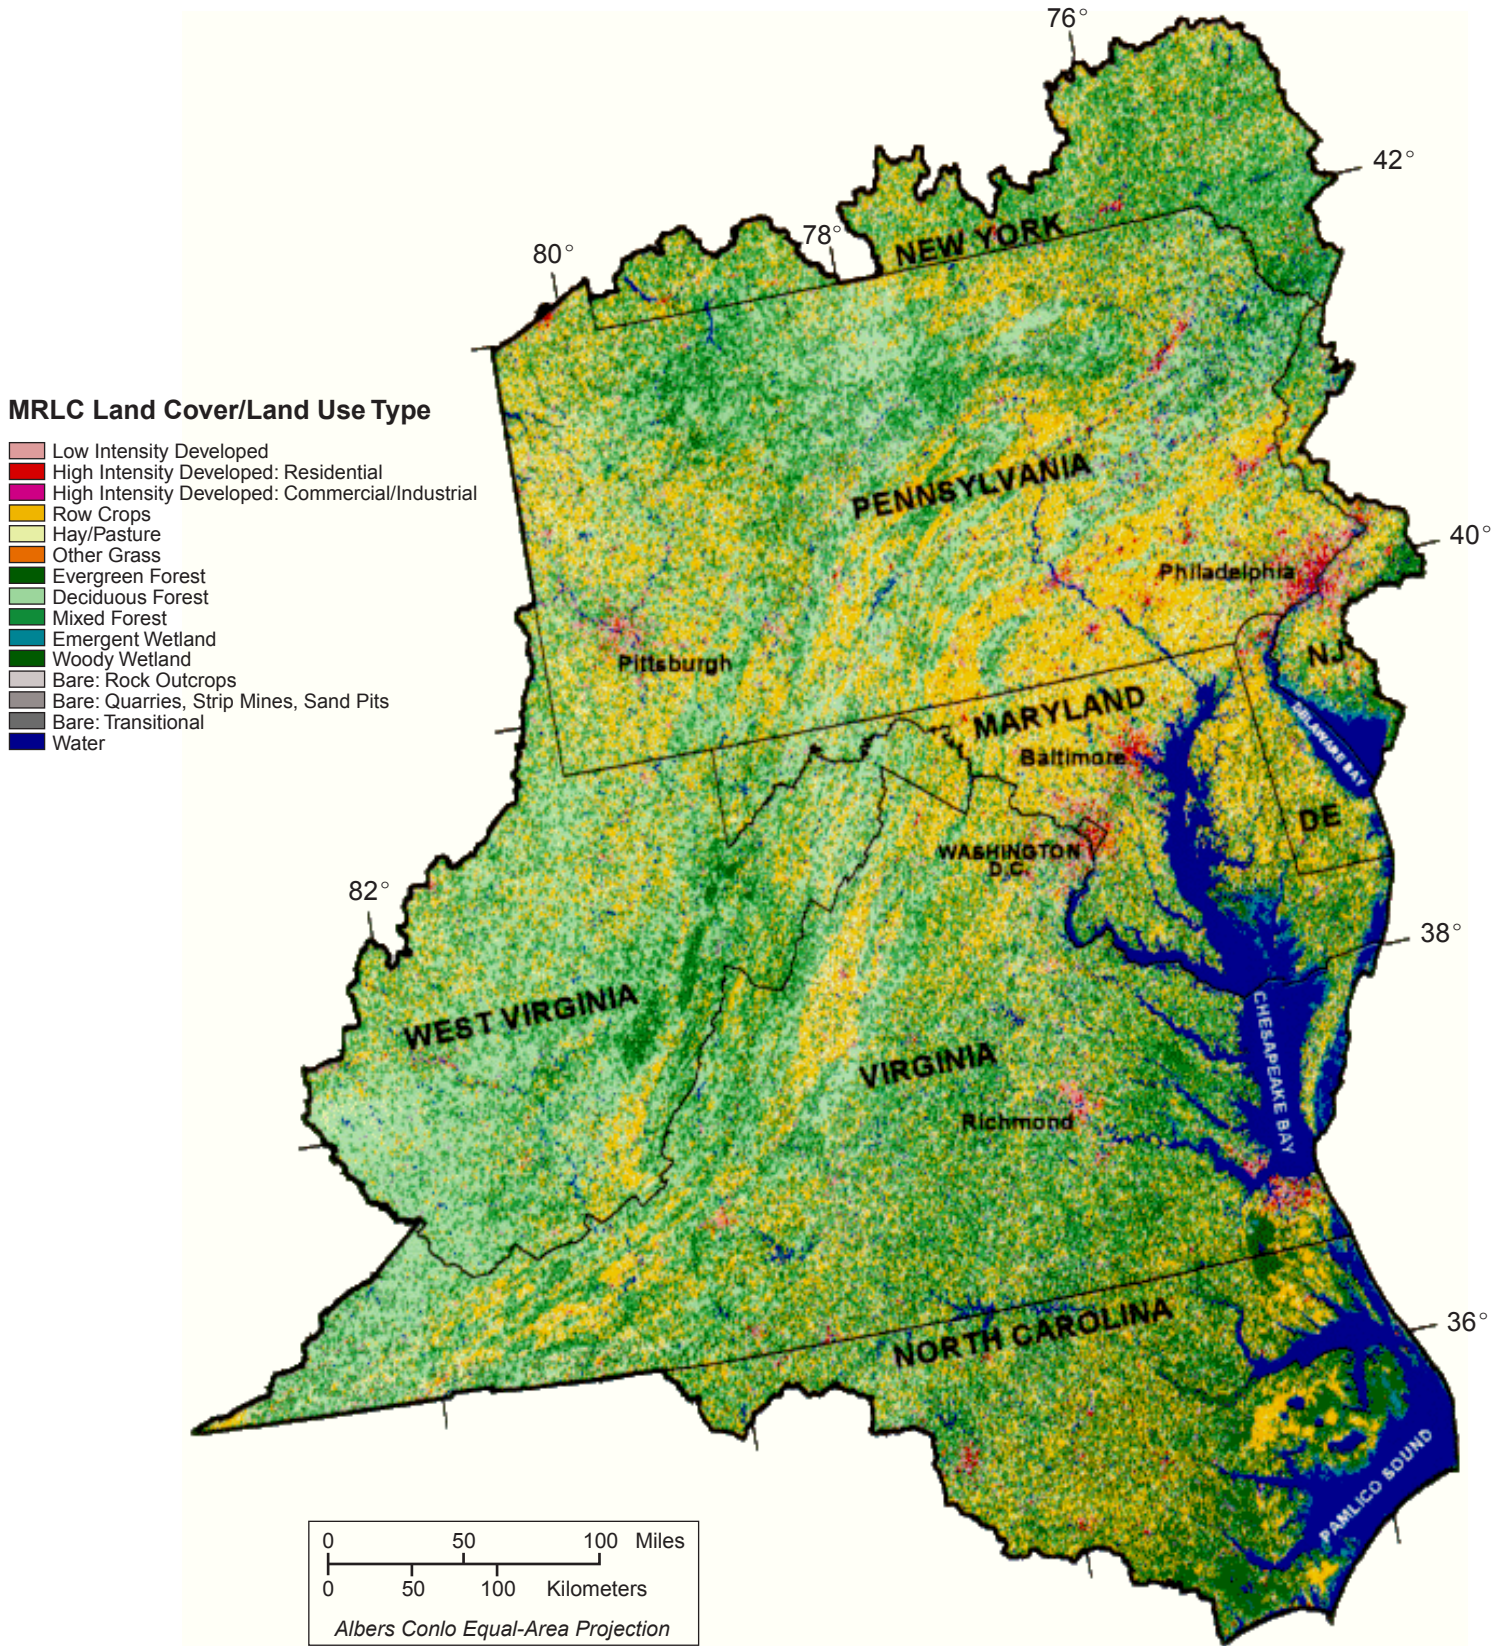 76°
42°
NEW YORK
78°
80°
MRLC Land Cover/Land Use Type
Low Intensity Developed
High Intensity Developed: Residential
High Intensity Developed: Commercial/Industrial
Row Crops
Hay/Pasture
Other Grass
Evergreen Forest
Deciduous Forest
Mixed Forest
Emergent Wetland
Woody Wetland
Bare: Rock Outcrops
Bare: Quarries, Strip Mines, Sand Pits
Bare: Transitional
Water
PENNSYLVANIA
40°
Philadelphia
Pittsburgh
NJ
MARYLAND
DELAWARE BAY
Baltimore
DE
WASHINGTON
D.C.
82°
38°
WEST VIRGINIA
CHESAPEAKE BAY
VIRGINIA
Richmond
36°
NORTH CAROLINA
PAMLICO SOUND
0 50 100 Miles
0 50 100 Kilometers
Albers Conlo Equal-Area Projection